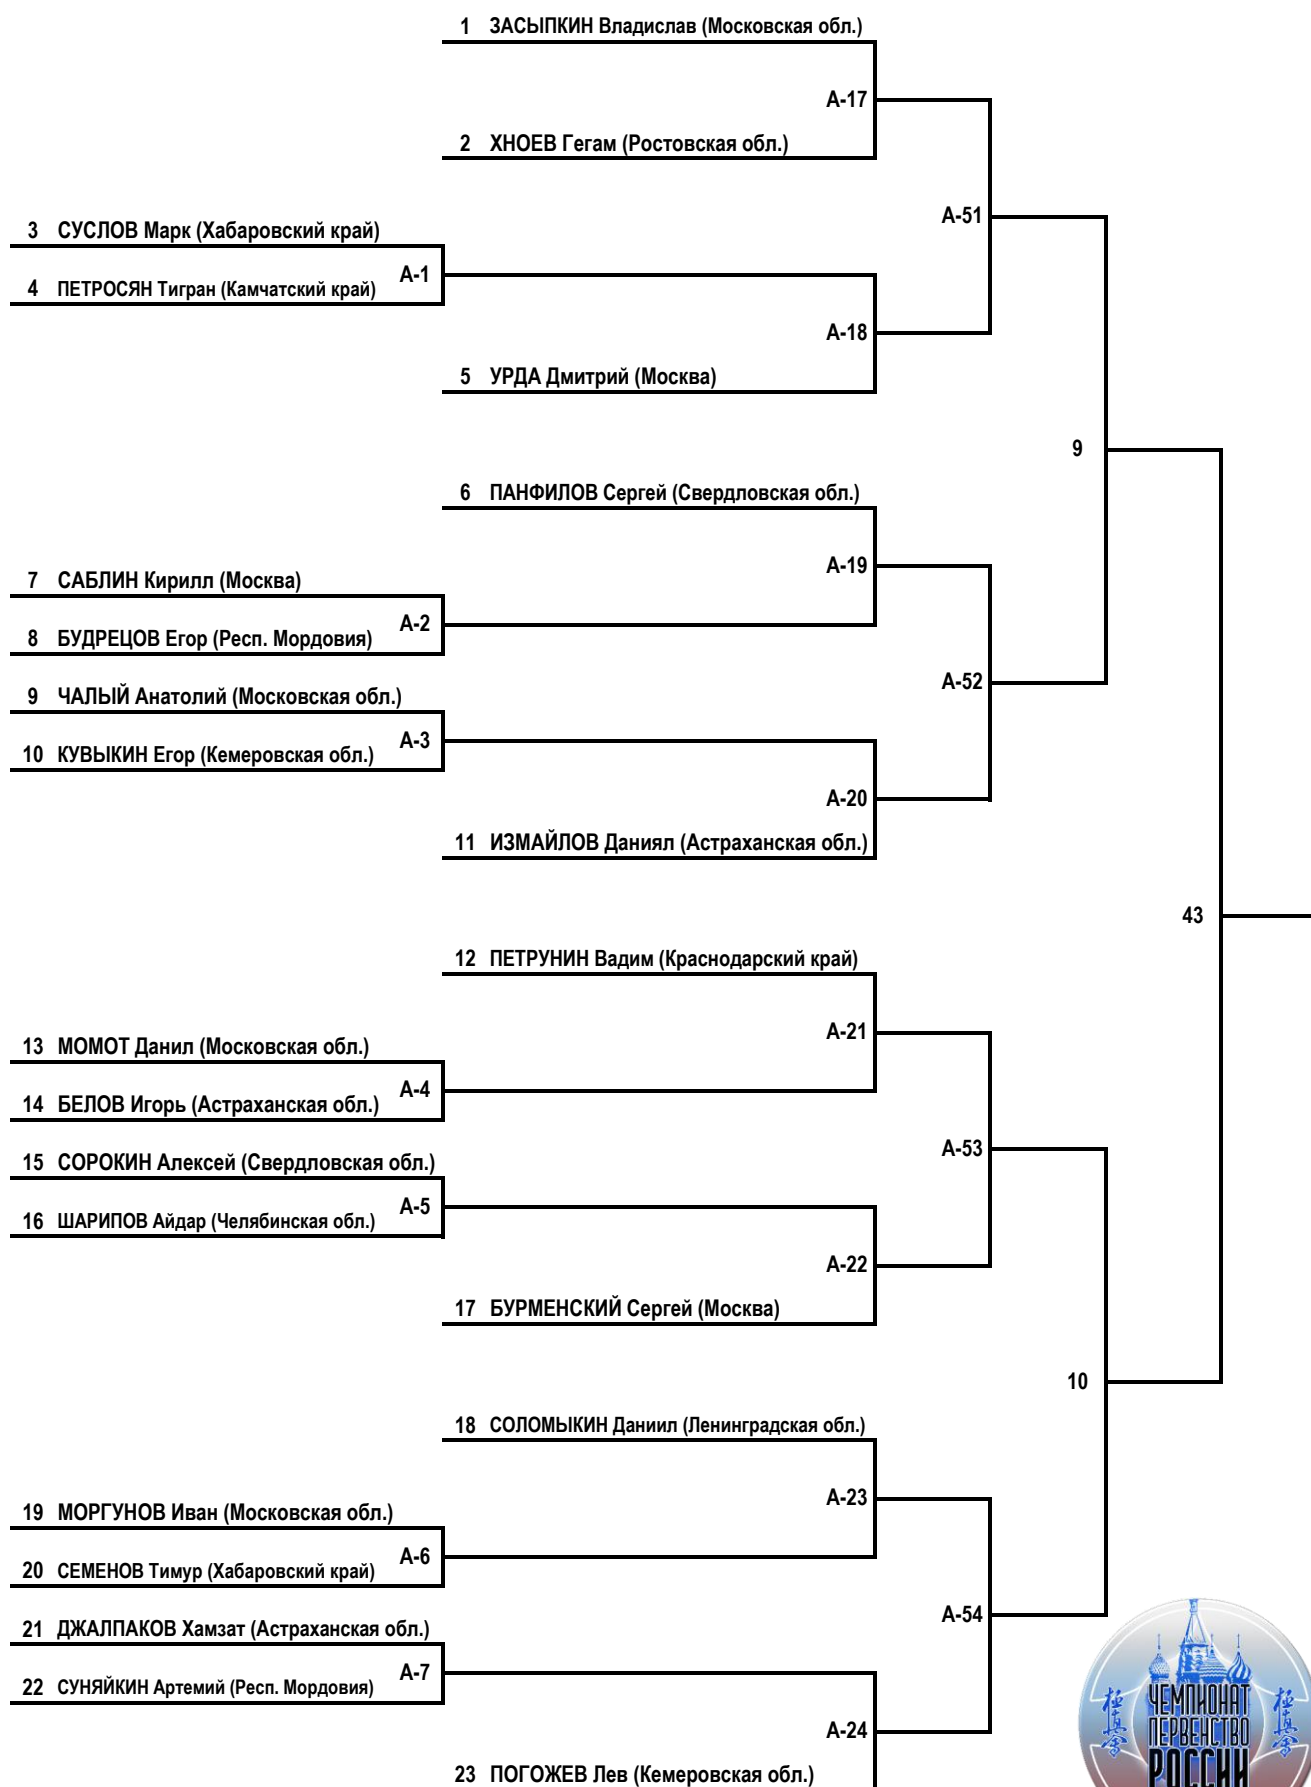 1 ЗАСЫПКИН Владислав (Московская обл.)
А-17
2 ХНОЕВ Гегам (Ростовская обл.)
А-51
3 СУСЛОВ Марк (Хабаровский край)
А-1
4 ПЕТРОСЯН Тигран (Камчатский край)
А-18
5 УРДА Дмитрий (Москва)
9
6 ПАНФИЛОВ Сергей (Свердловская обл.)
А-19
7 САБЛИН Кирилл (Москва)
А-2
8 БУДРЕЦОВ Егор (Респ. Мордовия)
А-52
9 ЧАЛЫЙ Анатолий (Московская обл.)
А-3
10 КУВЫКИН Егор (Кемеровская обл.)
А-20
11 ИЗМАЙЛОВ Даниял (Астраханская обл.)
43
12 ПЕТРУНИН Вадим (Краснодарский край)
А-21
13 МОМОТ Данил (Московская обл.)
А-4
14 БЕЛОВ Игорь (Астраханская обл.)
А-53
15 СОРОКИН Алексей (Свердловская обл.)
А-5
16 ШАРИПОВ Айдар (Челябинская обл.)
А-22
17 БУРМЕНСКИЙ Сергей (Москва)
10
18 СОЛОМЫКИН Даниил (Ленинградская обл.)
А-23
19 МОРГУНОВ Иван (Московская обл.)
А-6
20 СЕМЕНОВ Тимур (Хабаровский край)
А-54
21 ДЖАЛПАКОВ Хамзат (Астраханская обл.)
А-7
22 СУНЯЙКИН Артемий (Респ. Мордовия)
А-24
23 ПОГОЖЕВ Лев (Кемеровская обл.)
極真会
ЧЕМПИОНАТ
ПЕРВЕНСТВО
РОССИИ
極真会